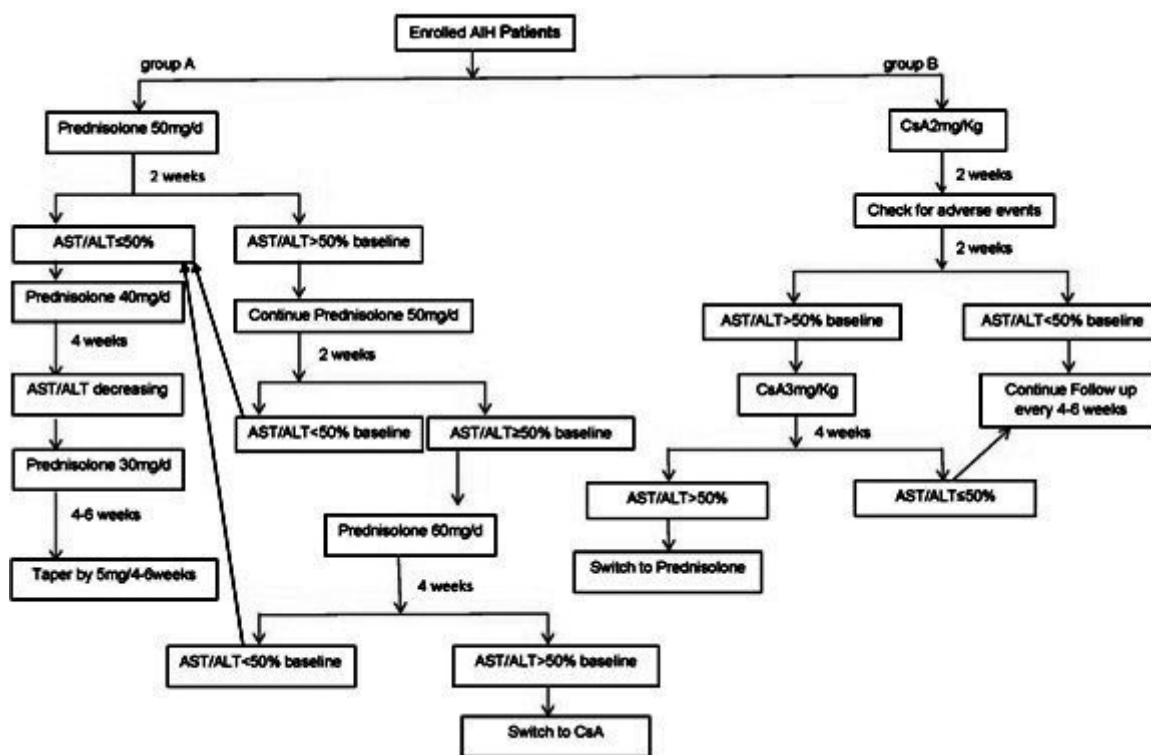 Enrolled AIH Patients
group A
group B
Prednisolone 50mg/d
CsA2mg/Kg
2 weeks
2 weeks
Check for adverse events
AST/ALT≤50%
AST/ALT>50% baseline
2 weeks
Prednisolone 40mg/d
Continue Prednisolone 50mg/d
AST/ALT>50% baseline
AST/ALT<50% baseline
4 weeks
2 weeks
AST/ALT decreasing
CsA3mg/Kg
Continue Follow up
every 4-6 weeks
AST/ALT<50% baseline
AST/ALT≥50% baseline
4 weeks
Prednisolone 30mg/d
AST/ALT>50%
AST/ALT≤50%
4-6 weeks
Prednisolone 60mg/d
Switch to Prednisolone
Taper by 5mg/4-6weeks
4 weeks
AST/ALT<50% baseline
AST/ALT>50% baseline
Switch to CsA